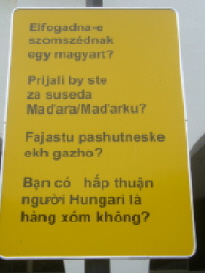 Elfogadna-e
szomszédnak
egy magyart?
Prijali by ste
za suseda
Maďara/Maďarku?
Fajastu pashutneske
ekh gazho?
Bạn có hấp thuận
người Hungari là
hàng xóm không?